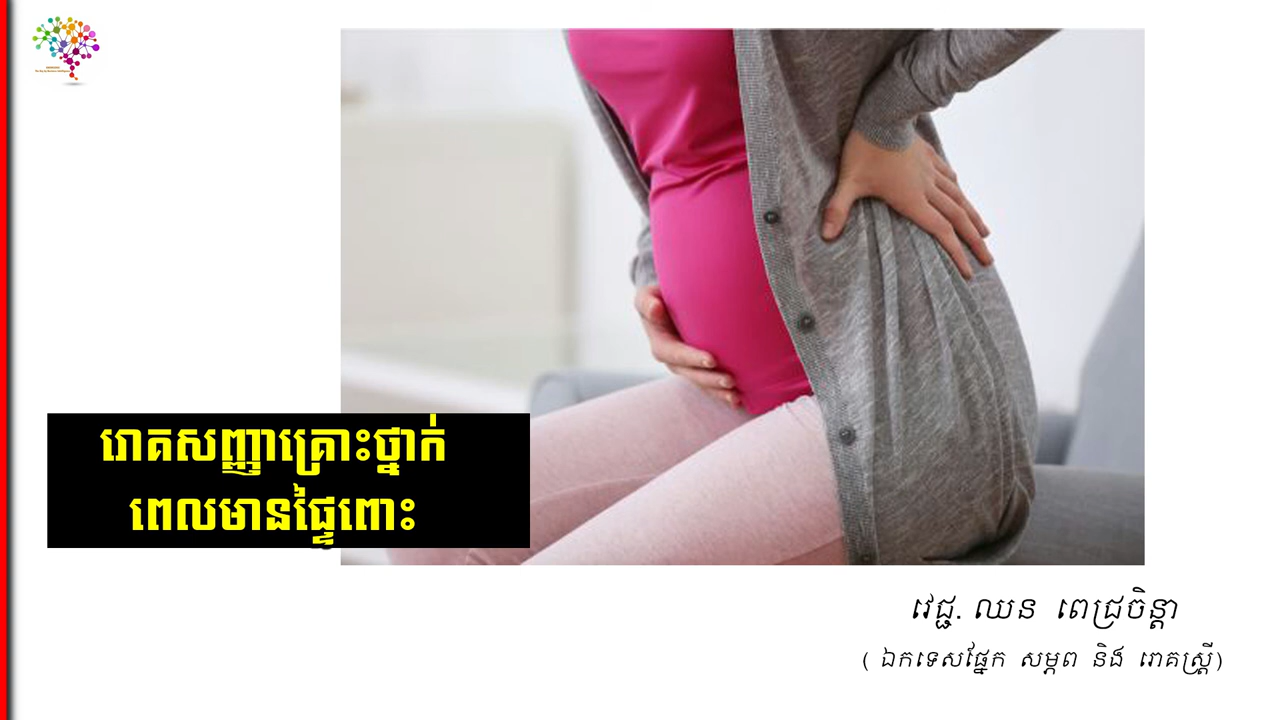 រោគសញ្ញាគ្រោះថ្នាក់
ពេលមានផ្ទៃពោះ
វេជ្ជ. ឈន ពេជ្រចិន្តា
( ឯកទេសផ្នែក សម្ភព និង រោគស្ត្រី)